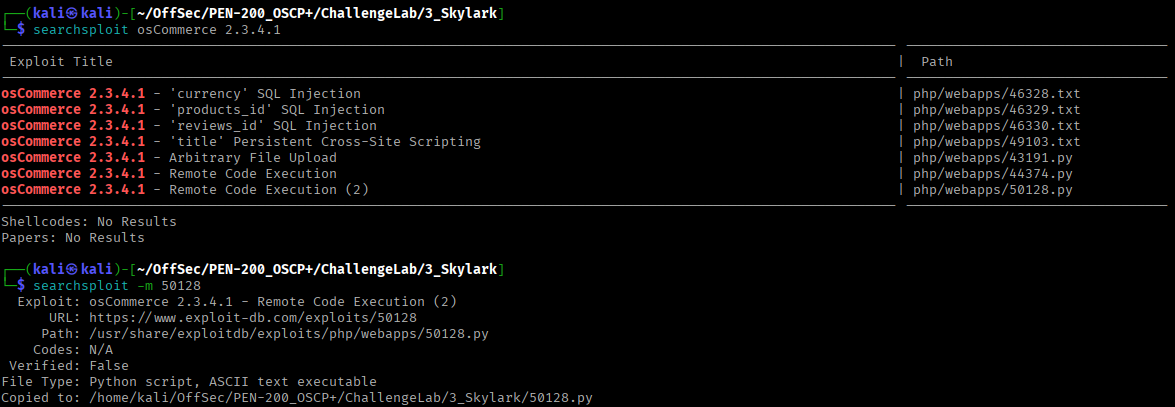 ┌──(kali㉿kali)-[~/OffSec/PEN-200_OSCP+/ChallengeLab/3_Skylark]
└─$ searchsploit osCommerce 2.3.4.1
Exploit Title | Path
osCommerce 2.3.4.1 - 'currency' SQL Injection | php/webapps/46328.txt
osCommerce 2.3.4.1 - 'products_id' SQL Injection | php/webapps/46329.txt
osCommerce 2.3.4.1 - 'reviews_id' SQL Injection | php/webapps/46330.txt
osCommerce 2.3.4.1 - 'title' Persistent Cross-Site Scripting | php/webapps/49103.txt
osCommerce 2.3.4.1 - Arbitrary File Upload | php/webapps/43191.py
osCommerce 2.3.4.1 - Remote Code Execution | php/webapps/44374.py
osCommerce 2.3.4.1 - Remote Code Execution (2) | php/webapps/50128.py
Shellcodes: No Results
Papers: No Results
┌──(kali㉿kali)-[~/OffSec/PEN-200_OSCP+/ChallengeLab/3_Skylark]
└─$ searchsploit -m 50128
Exploit: osCommerce 2.3.4.1 - Remote Code Execution (2)
URL: https://www.exploit-db.com/exploits/50128
Path: /usr/share/exploitdb/exploits/php/webapps/50128.py
Codes: N/A
Verified: False
File Type: Python script, ASCII text executable
Copied to: /home/kali/OffSec/PEN-200_OSCP+/ChallengeLab/3_Skylark/50128.py